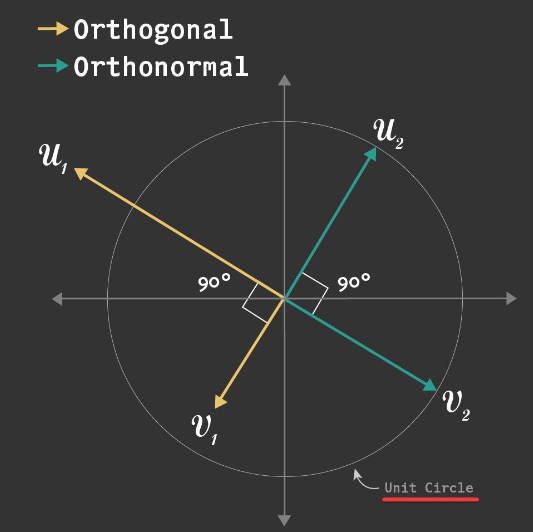 Orthogonal
Orthonormal
u₂
u₁
90°
90°
v₂
v₁
Unit Circle